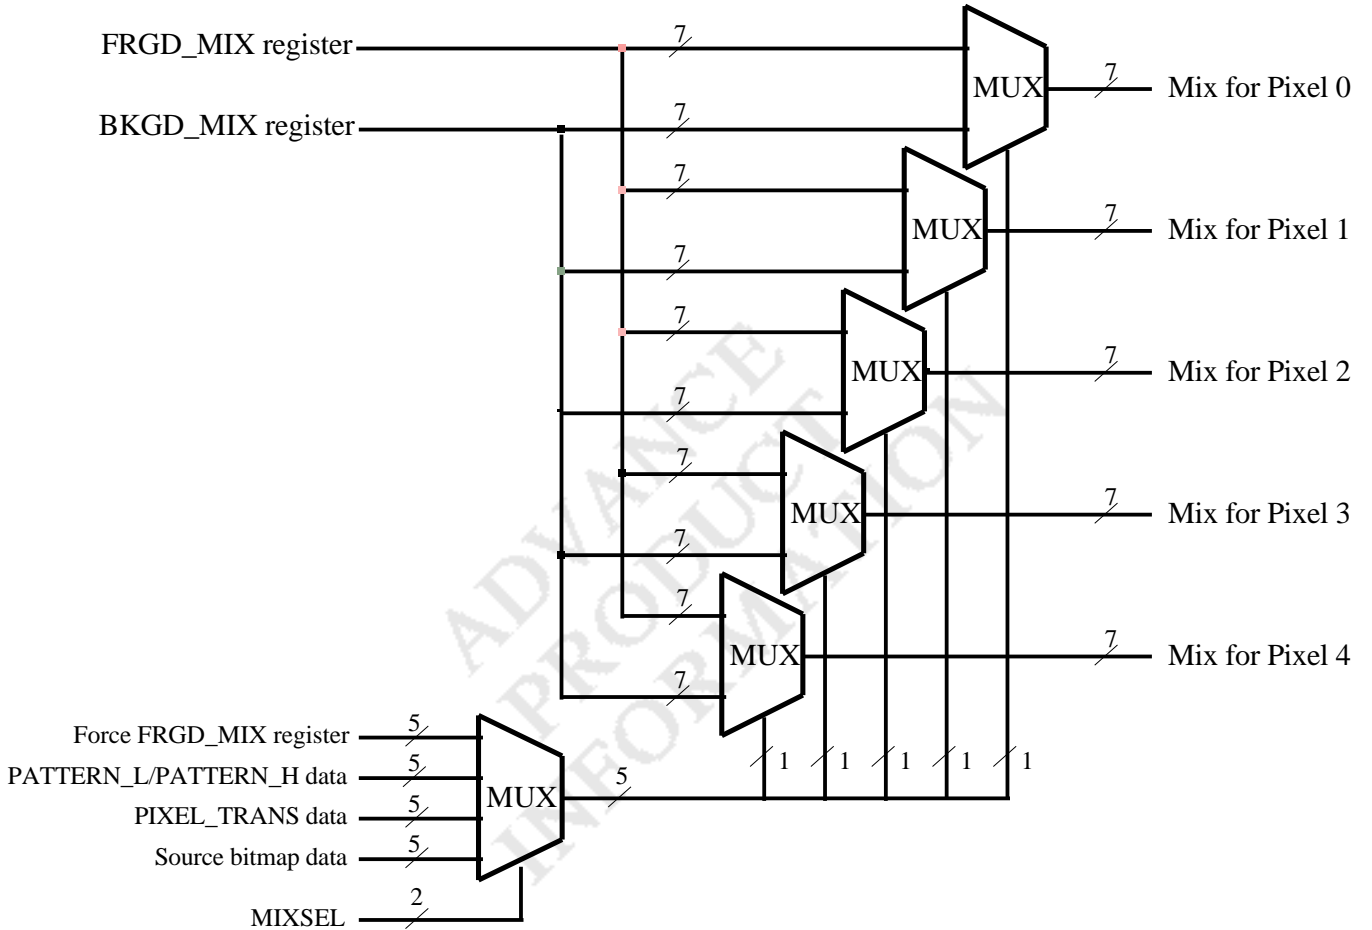 7
FRGD_MIX register
7
MUX
Mix for Pixel 0
7
BKGD_MIX register
7
7
MUX
Mix for Pixel 1
7
7
7
MUX
Mix for Pixel 2
7
7
7
MUX
Mix for Pixel 3
7
7
7
MUX
Mix for Pixel 4
7
ADVANCE
PRODUCT
INFORMATION
Force FRGD_MIX register
5
1 1 1 1 1
PATTERN_L/PATTERN_H data
5
MUX
5
PIXEL_TRANS data
5
Source bitmap data
5
MIXSEL
2